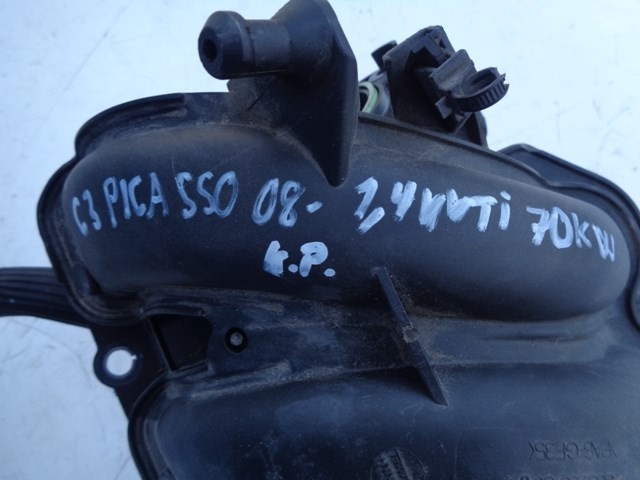 C3 PICASSO 08- 1,4VVTi 70KW
K.P.